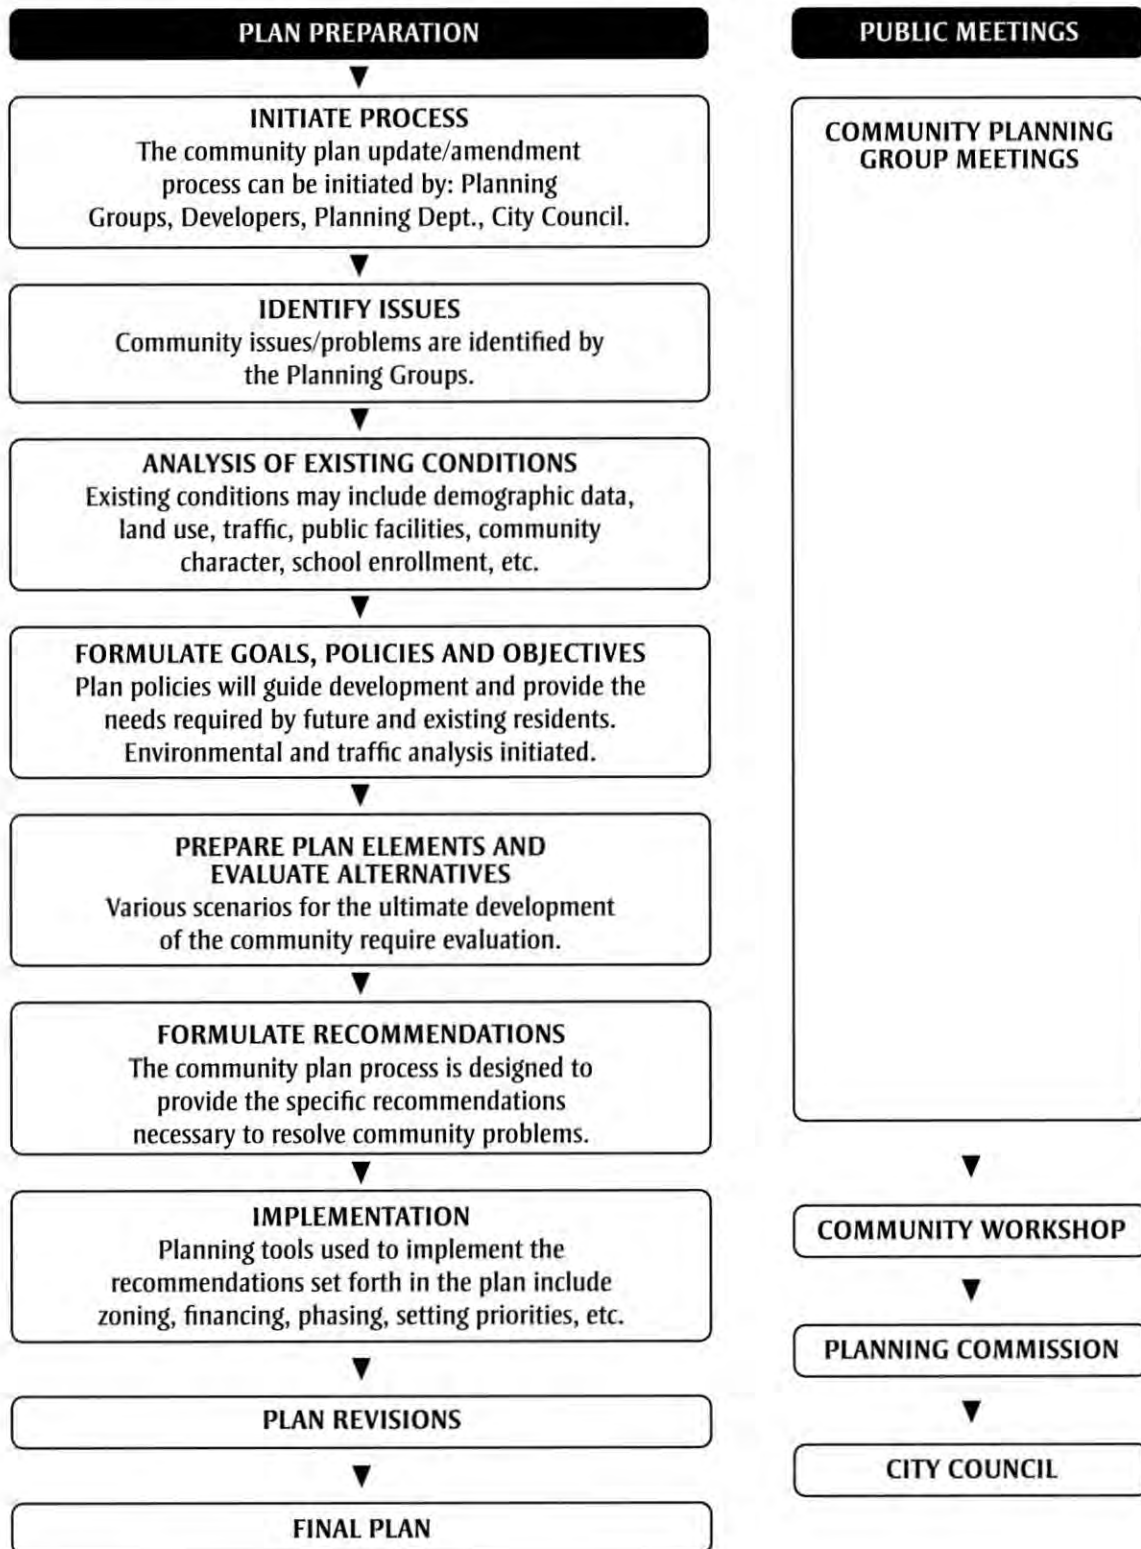 PLAN PREPARATION
INITIATE PROCESS
The community plan update/amendment
process can be initiated by: Planning
Groups, Developers, Planning Dept., City Council.
IDENTIFY ISSUES
Community issues/problems are identified by
the Planning Groups.
ANALYSIS OF EXISTING CONDITIONS
Existing conditions may include demographic data,
land use, traffic, public facilities, community
character, school enrollment, etc.
FORMULATE GOALS, POLICIES AND OBJECTIVES
Plan policies will guide development and provide the
needs required by future and existing residents.
Environmental and traffic analysis initiated.
PREPARE PLAN ELEMENTS AND
EVALUATE ALTERNATIVES
Various scenarios for the ultimate development
of the community require evaluation.
FORMULATE RECOMMENDATIONS
The community plan process is designed to
provide the specific recommendations
necessary to resolve community problems.
IMPLEMENTATION
Planning tools used to implement the
recommendations set forth in the plan include
zoning, financing, phasing, setting priorities, etc.
PLAN REVISIONS
FINAL PLAN
PUBLIC MEETINGS
COMMUNITY PLANNING
GROUP MEETINGS
COMMUNITY WORKSHOP
PLANNING COMMISSION
CITY COUNCIL